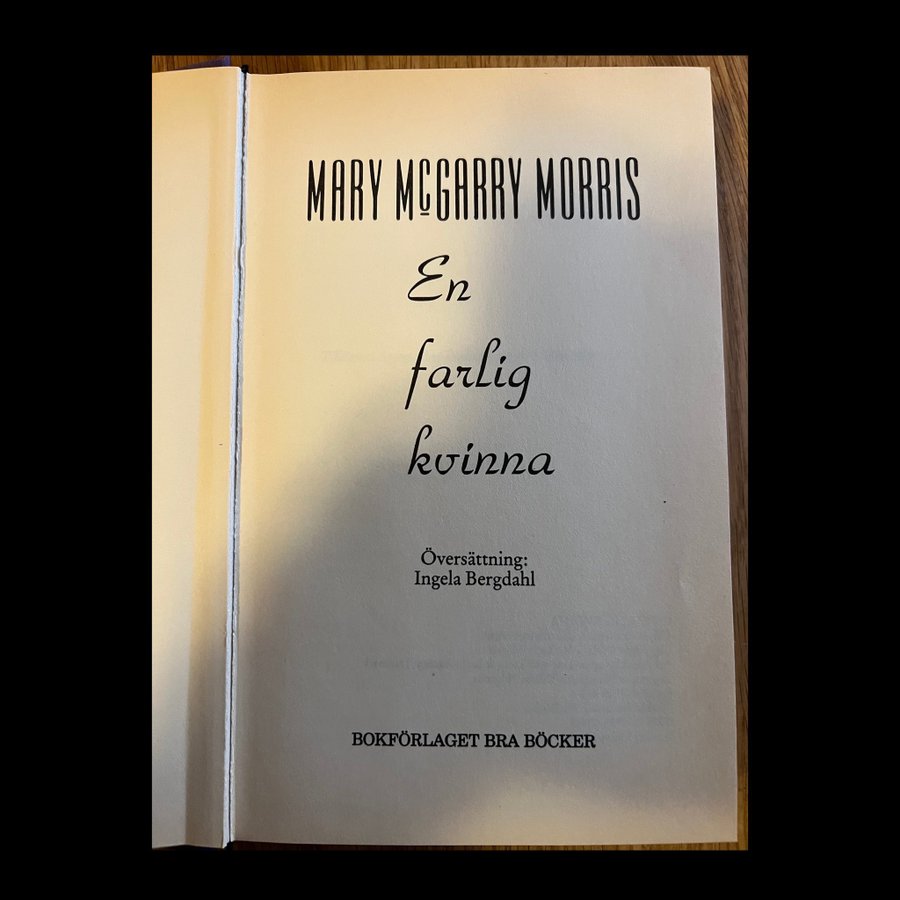 MARY McGARRY MORRIS
En
farlig
kvinna
Översättning:
Ingela Bergdahl
BOKFÖRLAGET BRA BÖCKER